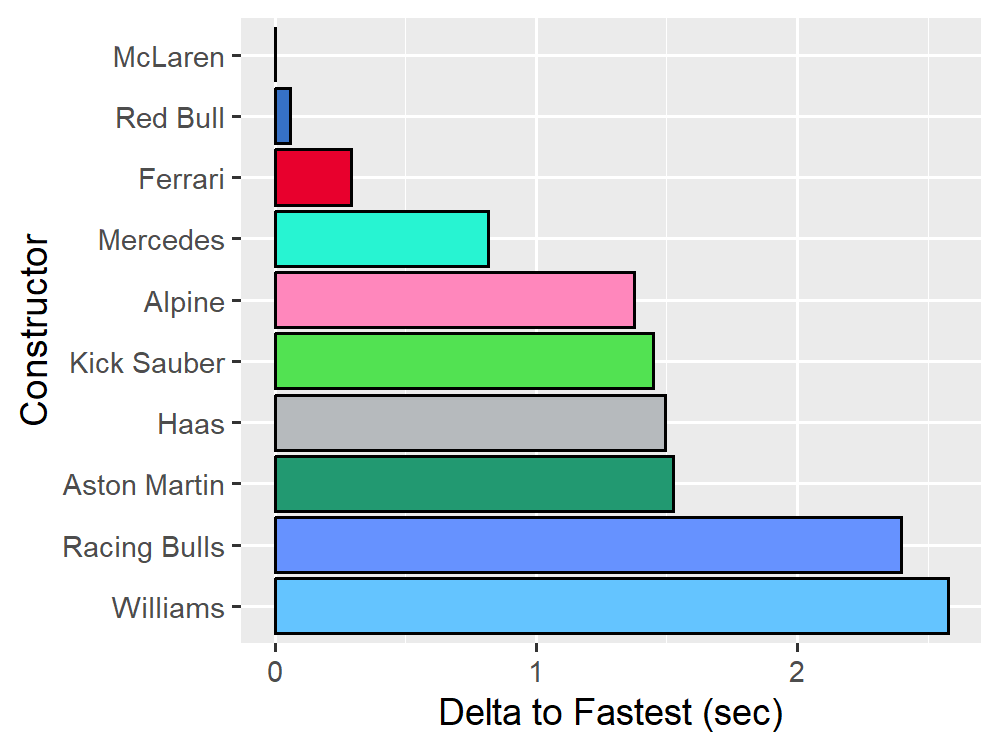 McLaren
Red Bull
Ferrari
Mercedes
Alpine
Kick Sauber
Haas
Aston Martin
Racing Bulls
Williams
Constructor
0 1 2
Delta to Fastest (sec)